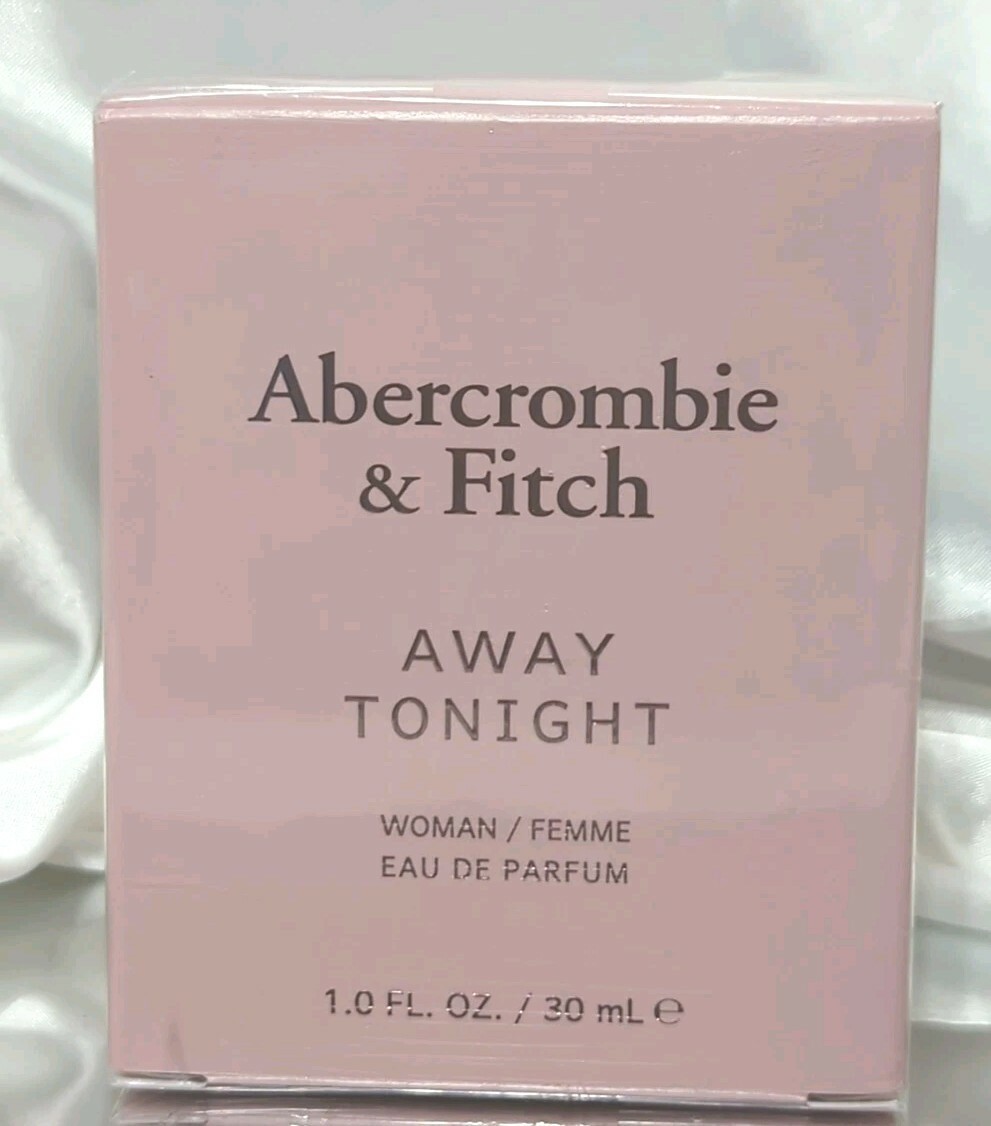 Abercrombie
& Fitch
AWAY
TONIGHT
WOMAN / FEMME
EAU DE PARFUM
1.0 FL. OZ. / 30 mL ℮